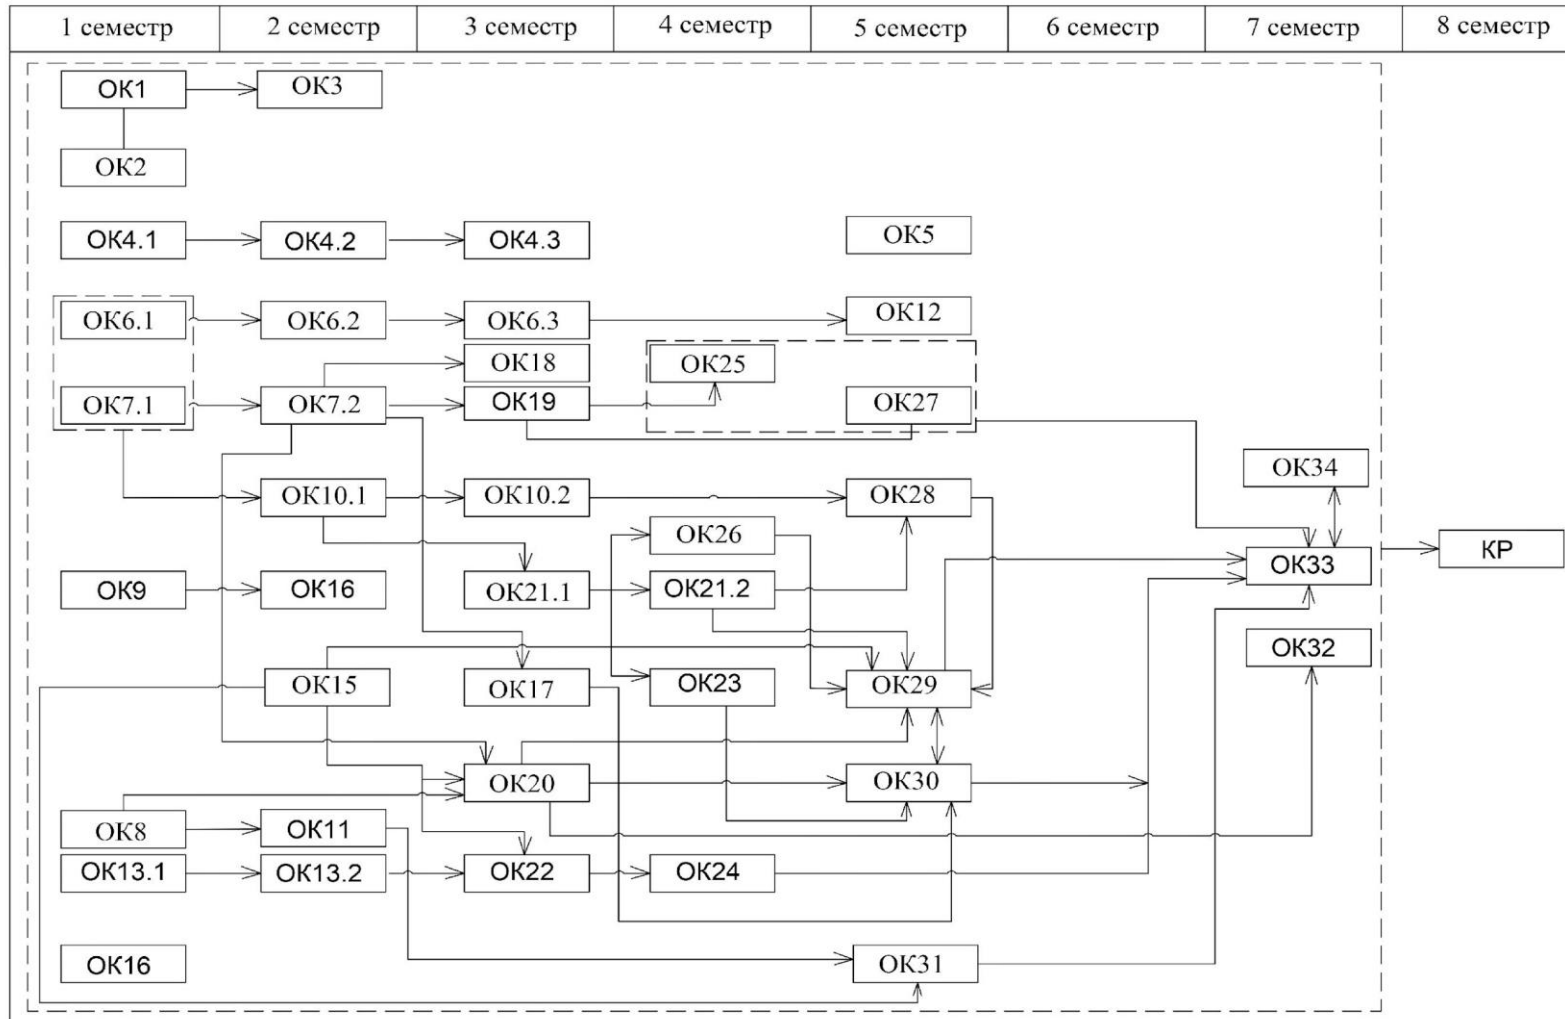 1 семестр 2 семестр 3 семестр 4 семестр 5 семестр 6 семестр 7 семестр 8 семестр
ОК1 ОК3
ОК2
ОК4.1 ОК4.2 ОК4.3 ОК5
ОК6.1 ОК6.2 ОК6.3 ОК12
ОК18 ОК25
ОК7.1 ОК7.2 ОК19 ОК27
ОК34
ОК10.1 ОК10.2 ОК28
ОК26 КР
ОК33
ОК9 ОК16 ОК21.1 ОК21.2
ОК32
ОК15 ОК17 ОК23 ОК29
ОК20 ОК30
ОК8 ОК11
ОК13.1 ОК13.2 ОК22 ОК24
ОК16 ОК31